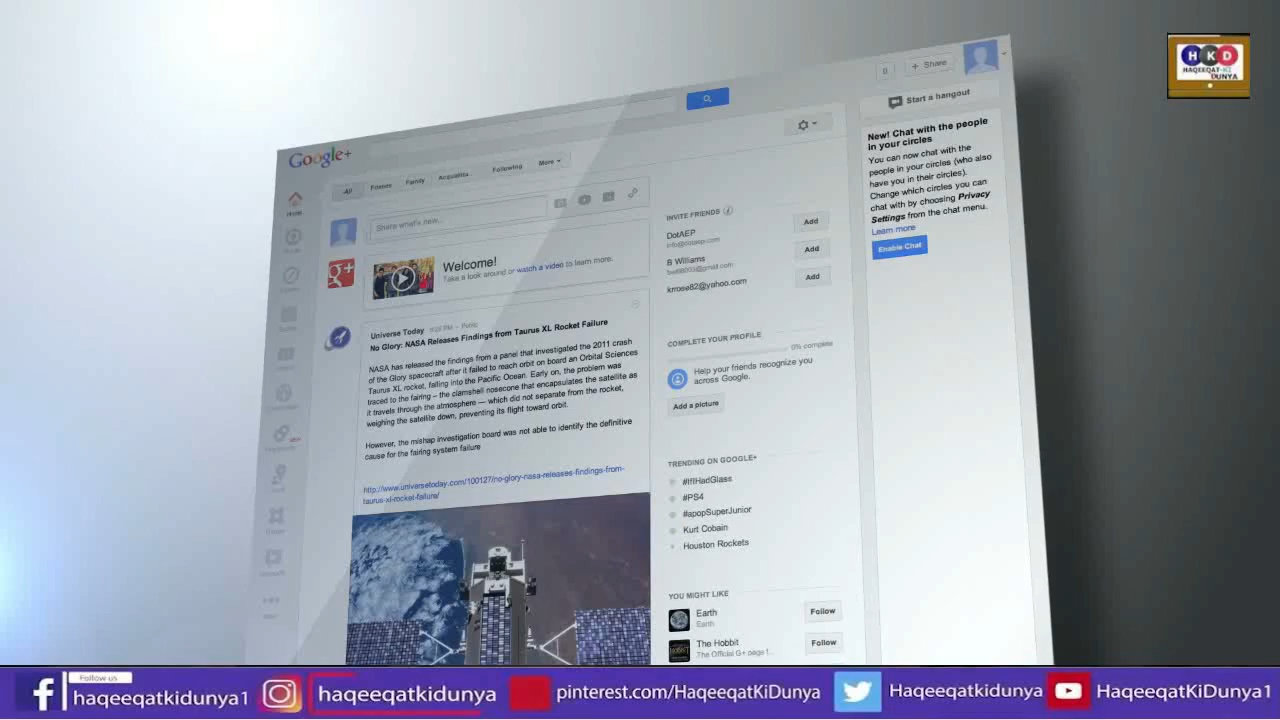 HKD
HAQEEQAT-KI
DUNYA
Google+
+ Share
Start a hangout
All
Friends
Family
Following
More
Home
Share what's new...
Welcome!
Take a look around or watch a video to learn more.
g+
Universe Today
Public
No Glory: NASA Releases Findings from Taurus XL Rocket Failure
NASA has released the findings from a panel that investigated the 2011 crash
of the Glory spacecraft after it failed to reach orbit on board an Orbital Sciences
Taurus XL rocket, falling into the Pacific Ocean. Early on, the problem was
traced to the fairing – the clamshell nosecone that encapsulates the satellite as
it travels through the atmosphere — which did not separate from the rocket,
weighing the satellite down, preventing its flight toward orbit.
However, the mishap investigation board was not able to identify the definitive
cause for the fairing system failure
http://www.universetoday.com/100127/no-glory-nasa-releases-findings-from-
taurus-xl-rocket-failure/
INVITE FRIENDS
DotAEP
info@dotaep.com
Add
B Williams
Add
krrose82@yahoo.com
Add
COMPLETE YOUR PROFILE
0% complete
Help your friends recognize you
across Google.
Add a picture
TRENDING ON GOOGLE+
#IfIHadGlass
#PS4
#apopSuperJunior
Kurt Cobain
Houston Rockets
YOU MIGHT LIKE
Earth
Earth
Follow
The Hobbit
The Official G+ page f...
Follow
New! Chat with the people
in your circles
You can now chat with the
people in your circles (who also
have you in their circles).
Change which circles you can
chat with by choosing Privacy
Settings from the chat menu.
Learn more
Enable Chat
Follow us
haqeeqatkidunya1
haqeeqatkidunya
pinterest.com/HaqeeqatKiDunya
Haqeeqatkidunya
HaqeeqatKiDunya1